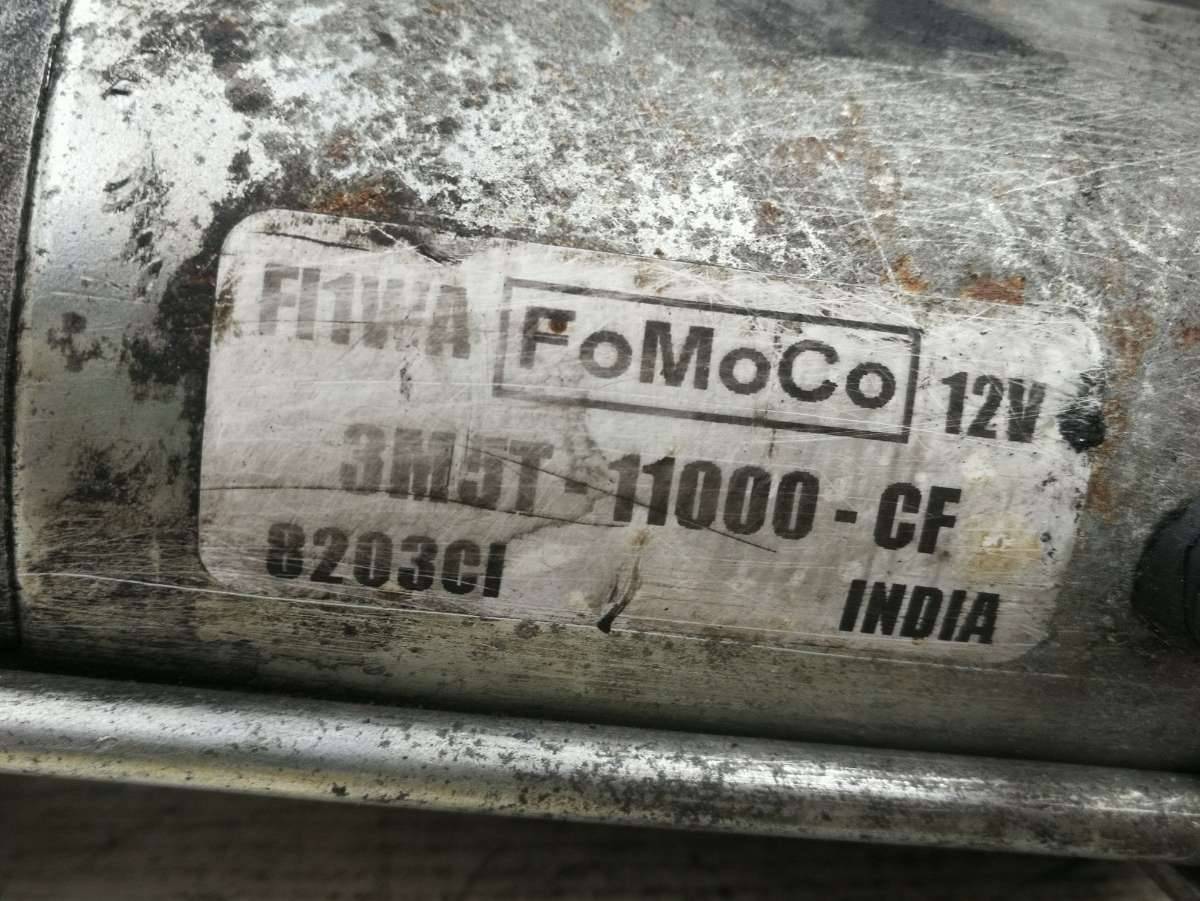 FI1WA FoMoCo 12V
3M5T-11000-CF
8203CI
INDIA